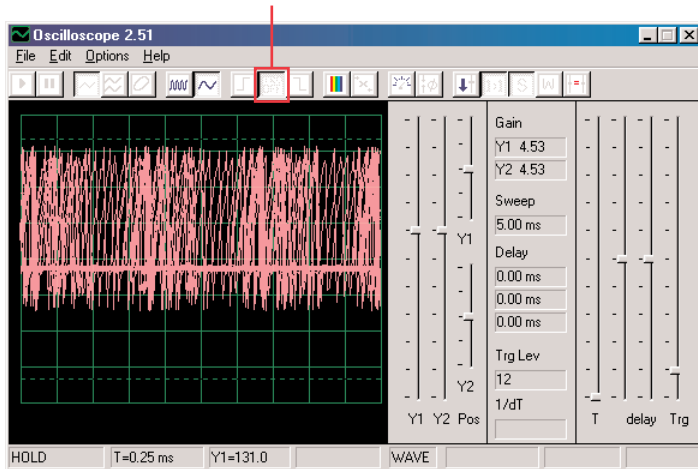 Oscilloscope 2.51
File Edit Options Help
Gain
Y1 4.53
Y2 4.53
Sweep
5.00 ms
Y1
Delay
0.00 ms
0.00 ms
0.00 ms
Trg Lev
12
Y2
1/dT
Y1 Y2 Pos
T delay Trg
HOLD T=0.25 ms Y1=131.0 WAVE